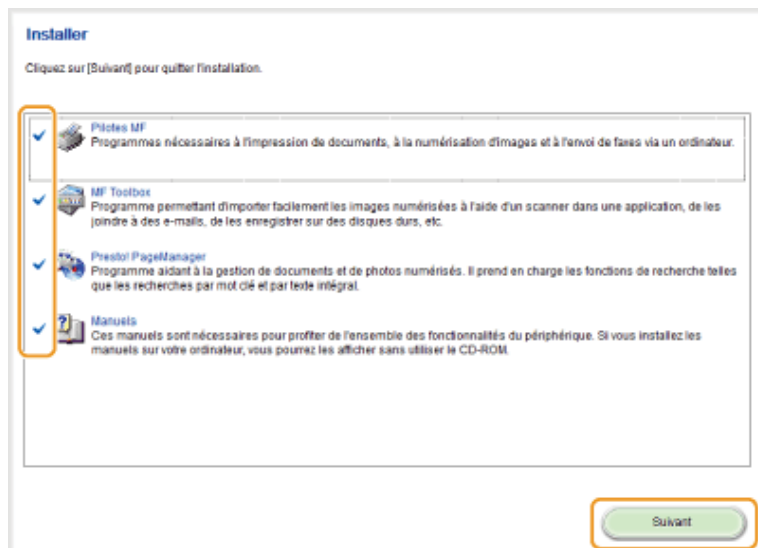 Installer
Cliquez sur [Suivant] pour quitter l'installation.
Pilotes MF
Programmes nécessaires à l'impression de documents, à la numérisation d'images et à l'envoi de faxes via un ordinateur.
MF Toolbox
Programme permettant d'importer facilement les images numérisées à l'aide d'un scanner dans une application, de les
joindre à des e-mails, de les enregistrer sur des disques durs, etc.
Presto! PageManager
Programme aidant à la gestion de documents et de photos numérisés. Il prend en charge les fonctions de recherche telles
que les recherches par mot clé et par texte intégral.
Manuels
Ces manuels sont nécessaires pour profiter de l'ensemble des fonctionnalités du périphérique. Si vous installez les
manuels sur votre ordinateur, vous pourrez les afficher sans utiliser le CD-ROM.
Suivant